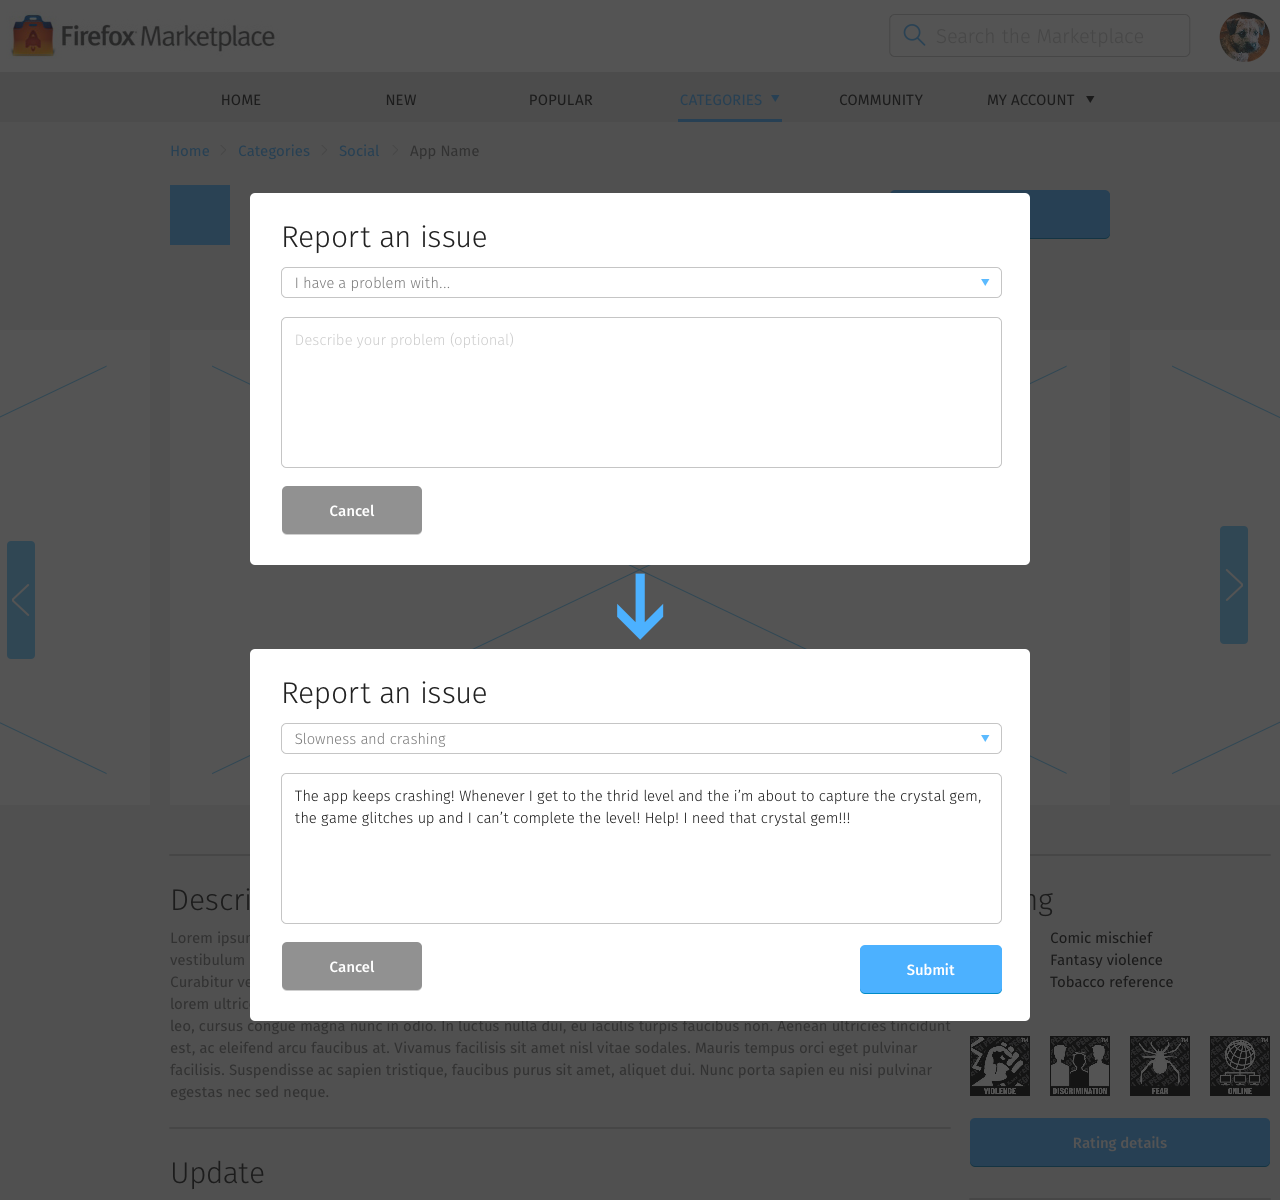 Firefox Marketplace
Search the Marketplace
HOME
NEW
POPULAR
CATEGORIES
COMMUNITY
MY ACCOUNT
Home
Categories
Social
App Name
Report an issue
I have a problem with...
Describe your problem (optional)
Cancel
Report an issue
Slowness and crashing
The app keeps crashing! Whenever I get to the thrid level and the i’m about to capture the crystal gem,
the game glitches up and I can’t complete the level! Help! I need that crystal gem!!!
Cancel
Submit
Lorem
vestibulum
Curabitur
lorem
leo, cursus congue magna nunc in odio. In luctus nulla dui, eu iaculis turpis faucibus non. Aenean ultricies tincidunt
est, ac eleifend arcu faucibus at. Vivamus facilisis sit amet nisl vitae sodales. Mauris tempus orci eget pulvinar
facilisis. Suspendisse ac sapien tristique, faucibus purus sit amet, aliquet dui. Nunc porta sapien eu nisi pulvinar
egestas nec sed neque.
Update
Comic mischief
Fantasy violence
Tobacco reference
VIOLENCE
DISCRIMINATION
FEAR
ONLINE
Rating details